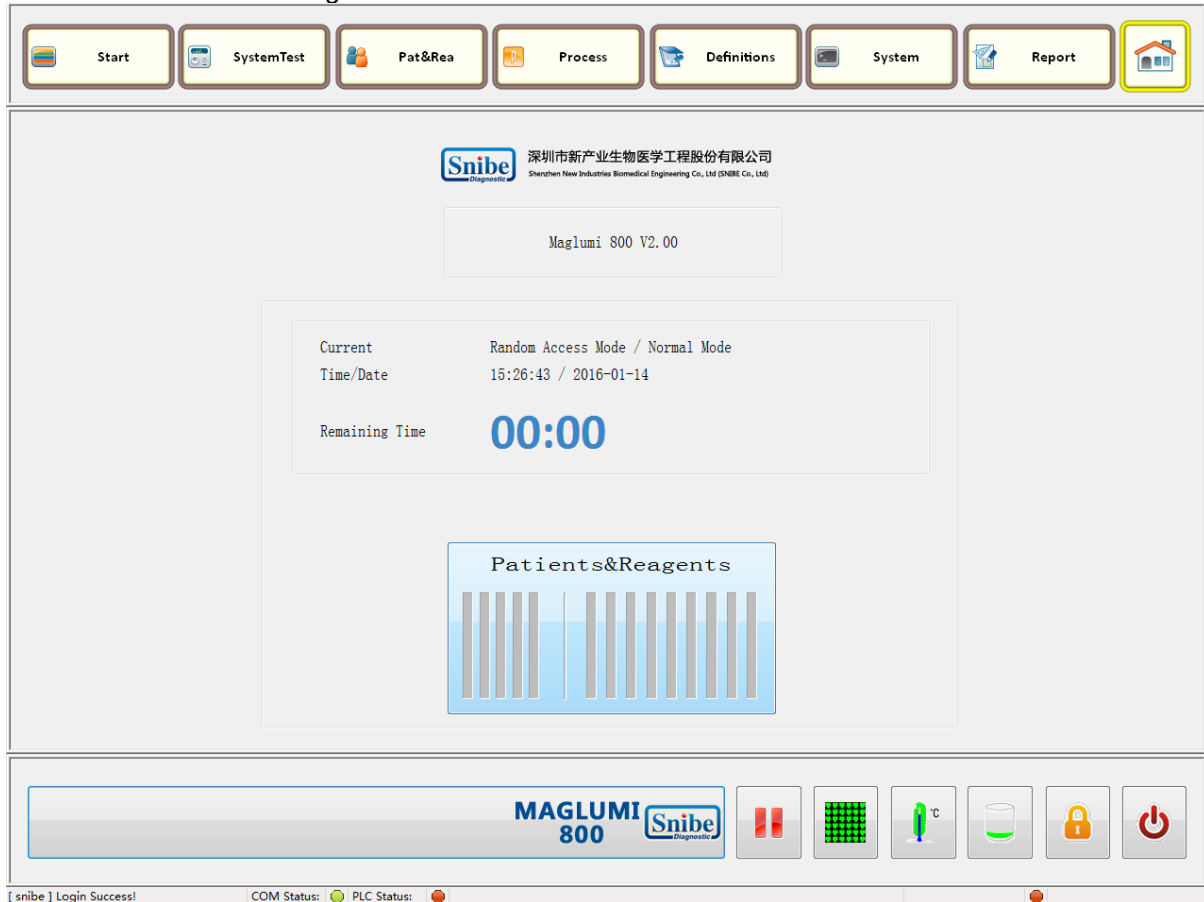 Start SystemTest Pat&Rea Process Definitions System Report
Snibe
Diagnostic
深圳市新产业生物医学工程股份有限公司
Shenzhen New Industries Biomedical Engineering Co., Ltd (SNIBE Co., Ltd)
Maglumi 800 V2.00
Current Random Access Mode / Normal Mode
Time/Date 15:26:43 / 2016-01-14
Remaining Time 00:00
Patients&Reagents
MAGLUMI
800
Snibe
Diagnostic
°C
[ snibe ] Login Success! COM Status: PLC Status: